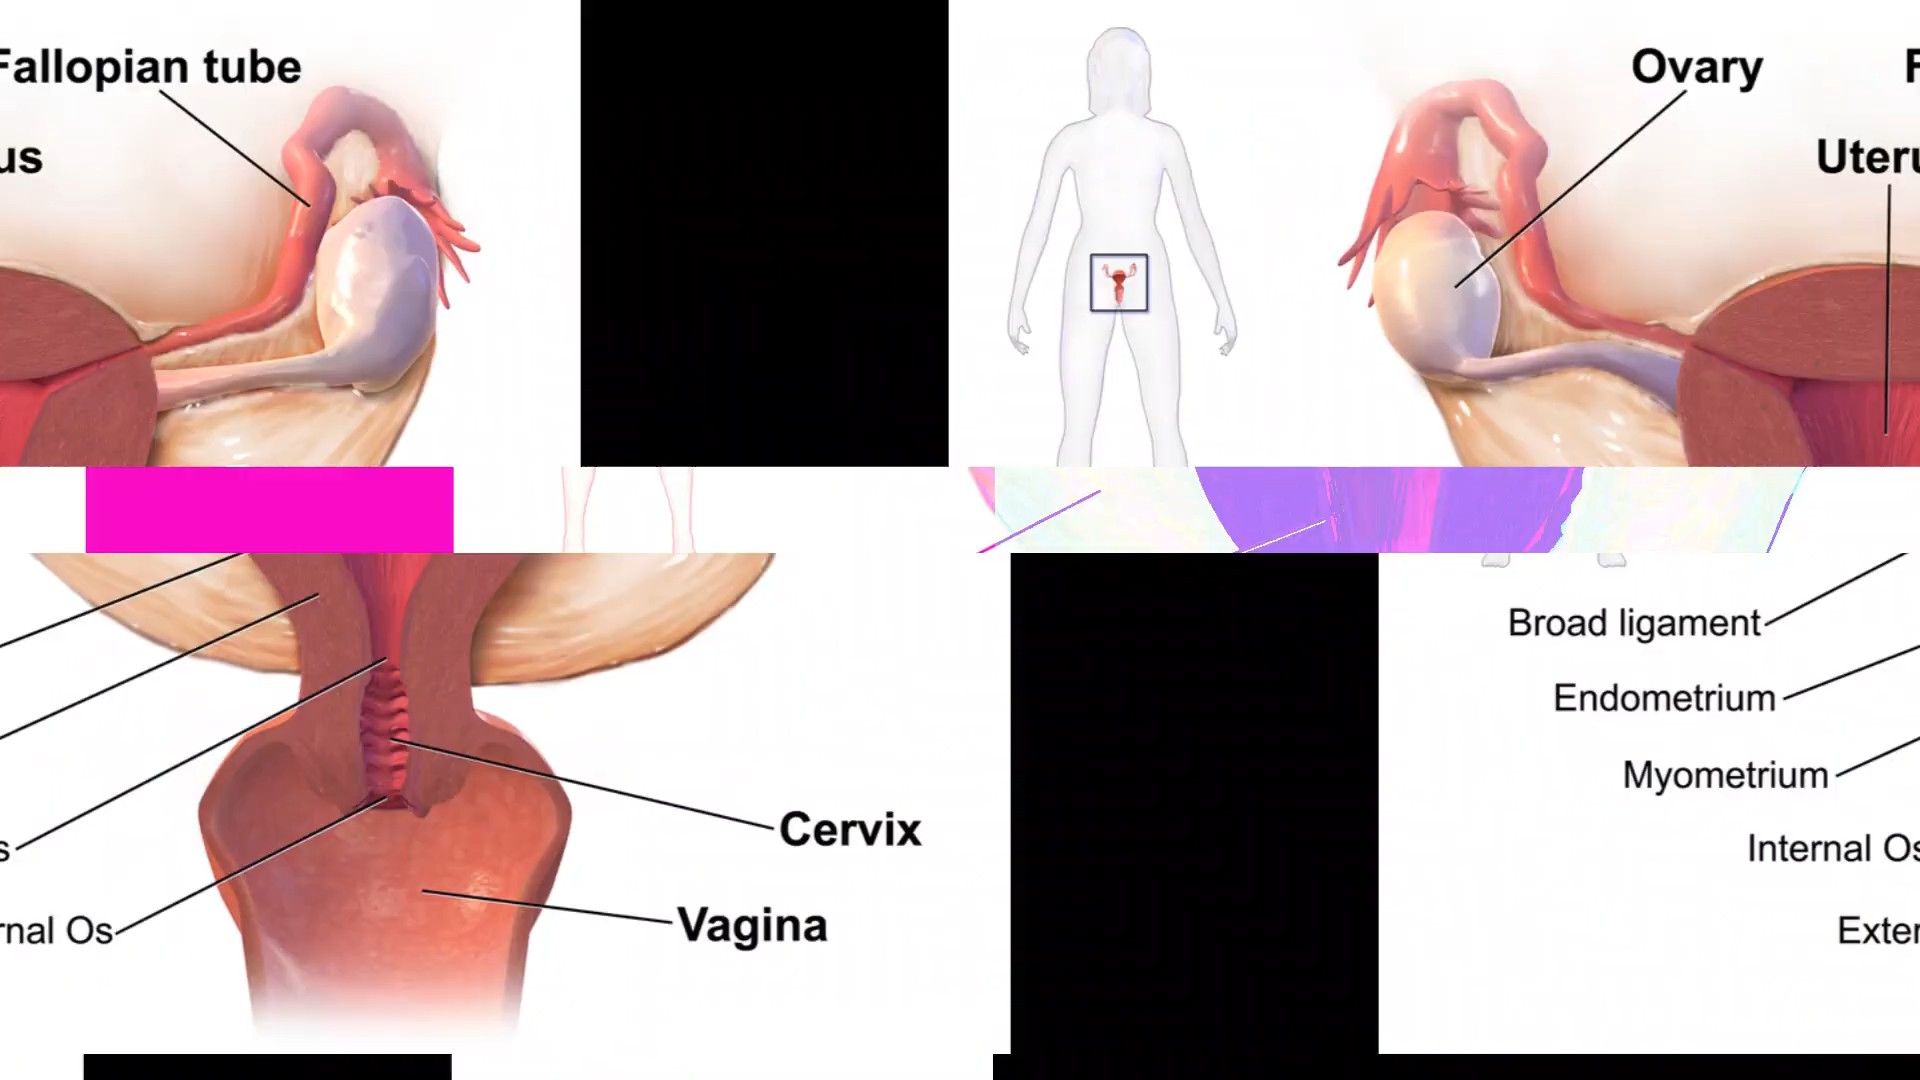 Fallopian tube
Ovary
F
us
Uteru
Broad ligament
Endometrium
Myometrium
Cervix
s
Internal Os
Vagina
rnal Os
Exter